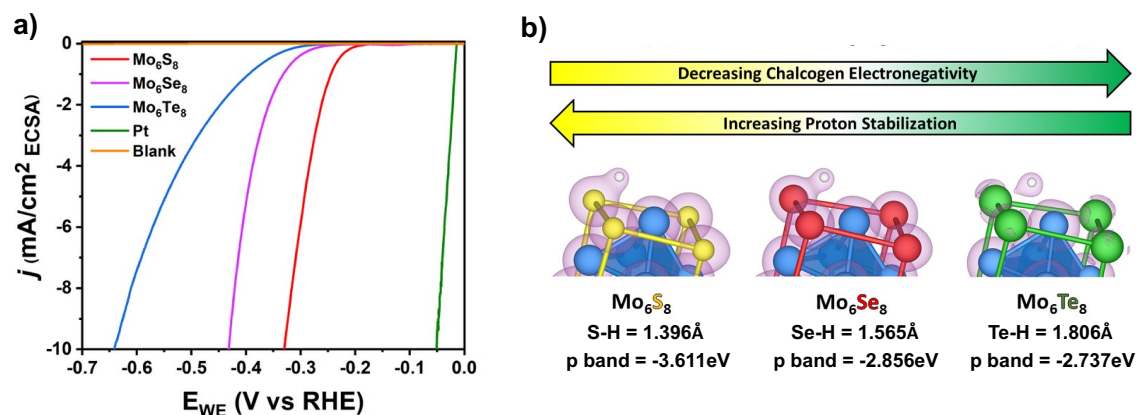 a)
0
-2
-4
-6
-8
-10
j (mA/cm² ECSA)
Mo₆S₈
Mo₆Se₈
Mo₆Te₈
Pt
Blank
-0.7 -0.6 -0.5 -0.4 -0.3 -0.2 -0.1 0.0
E_WE (V vs RHE)
b)
Decreasing Chalcogen Electronegativity
Increasing Proton Stabilization
Mo₆S₈ Mo₆Se₈ Mo₆Te₈
S-H = 1.396Å Se-H = 1.565Å Te-H = 1.806Å
p band = -3.611eV p band = -2.856eV p band = -2.737eV